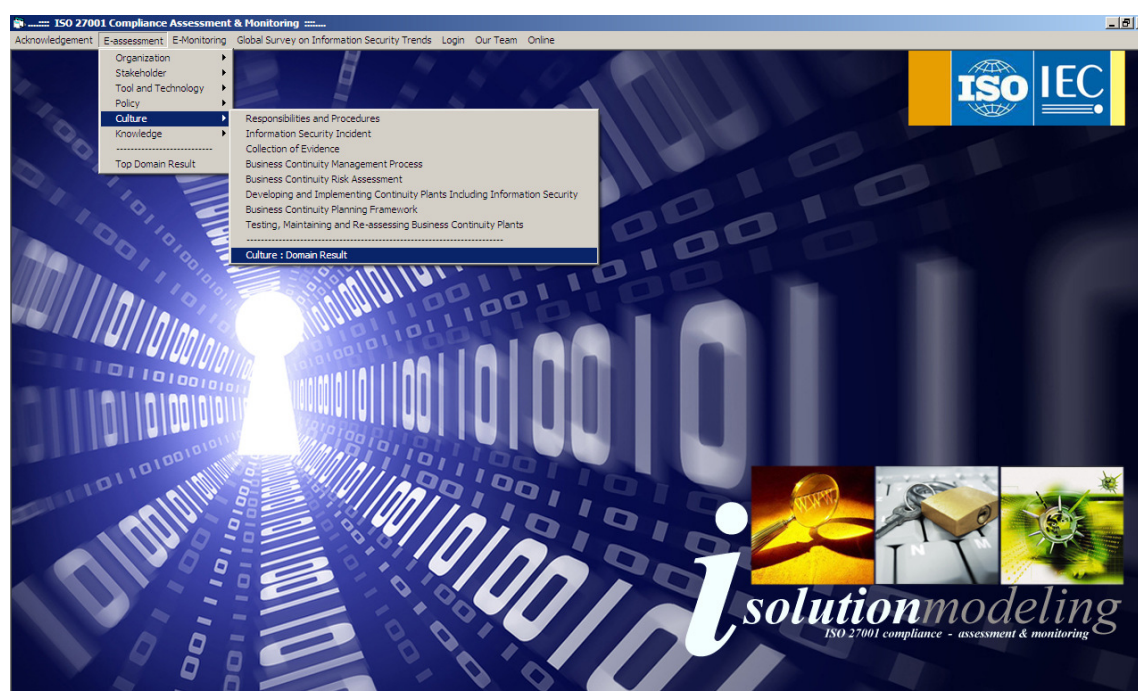 ..:::: ISO 27001 Compliance Assessment & Monitoring ::::...
Acknowledgement E-assessment E-Monitoring Global Survey on Information Security Trends Login Our Team Online
Organization
Stakeholder
Tool and Technology
Policy
Culture
Knowledge
---------------------------
Top Domain Result
Responsibilities and Procedures
Information Security Incident
Collection of Evidence
Business Continuity Management Process
Business Continuity Risk Assessment
Developing and Implementing Continuity Plants Including Information Security
Business Continuity Planning Framework
Testing, Maintaining and Re-assessing Business Continuity Plants
------------------------------------------------------------------------
Culture : Domain Result
ISO IEC
WWW
N M
i solutionmodeling
ISO 27001 compliance - assessment & monitoring